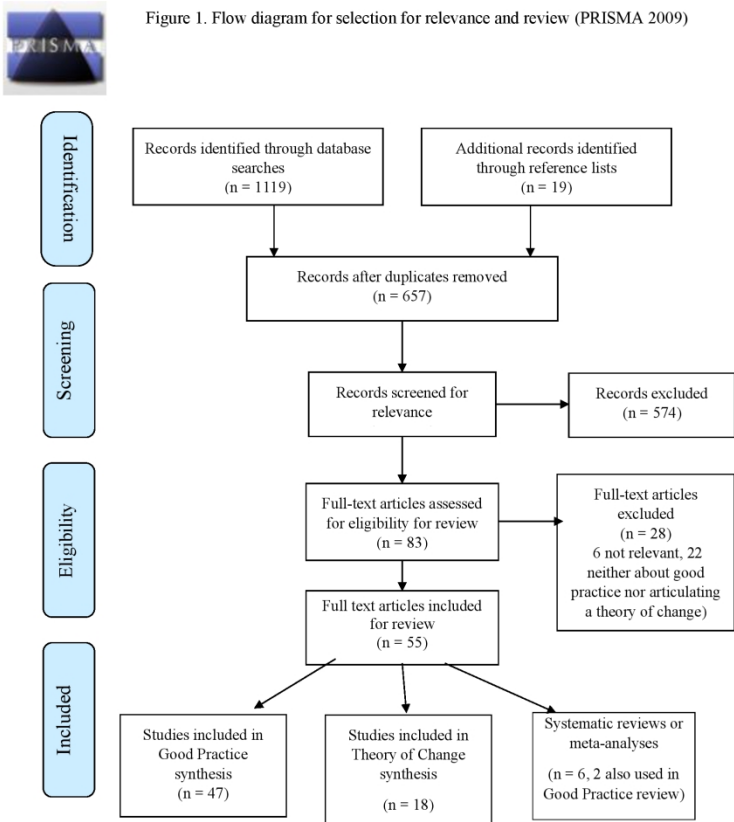 Figure 1. Flow diagram for selection for relevance and review (PRISMA 2009)
PRISMA
Identification
Records identified through database
searches
(n = 1119)
Additional records identified
through reference lists
(n = 19)
Records after duplicates removed
(n = 657)
Screening
Records screened for
relevance
Records excluded
(n = 574)
Eligibility
Full-text articles assessed
for eligibility for review
(n = 83)
Full-text articles
excluded
(n = 28)
6 not relevant, 22
neither about good
practice nor articulating
a theory of change)
Full text articles included
for review
(n = 55)
Included
Studies included in
Good Practice
synthesis
(n = 47)
Studies included in
Theory of Change
synthesis
(n = 18)
Systematic reviews or
meta-analyses
(n = 6, 2 also used in
Good Practice review)